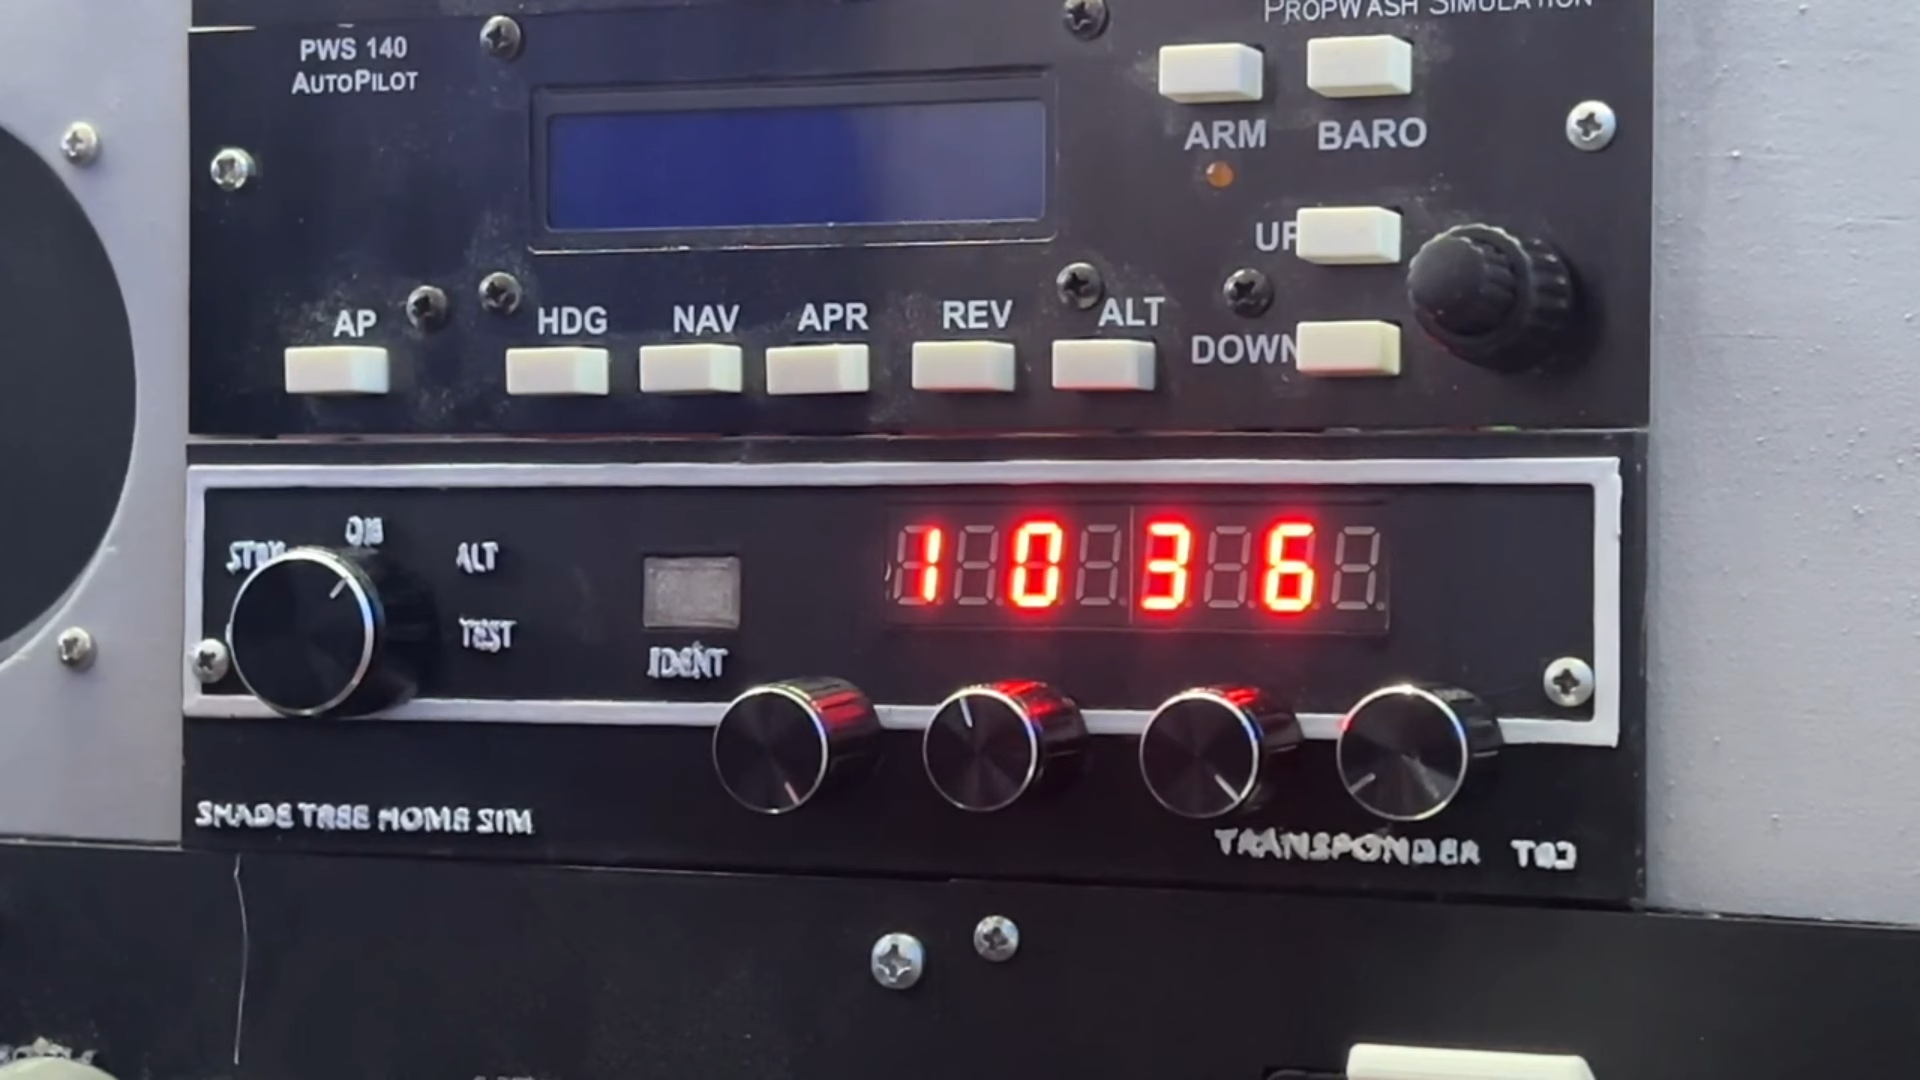 PROPWASH SIMULATION
PWS 140
AUTOPILOT
ARM BARO
UP
AP HDG NAV APR REV ALT
DOWN
ON
STBY ALT
1 0 3 6
TEST
IDENT
SHADE TREE HOME SIM
TRANSPONDER